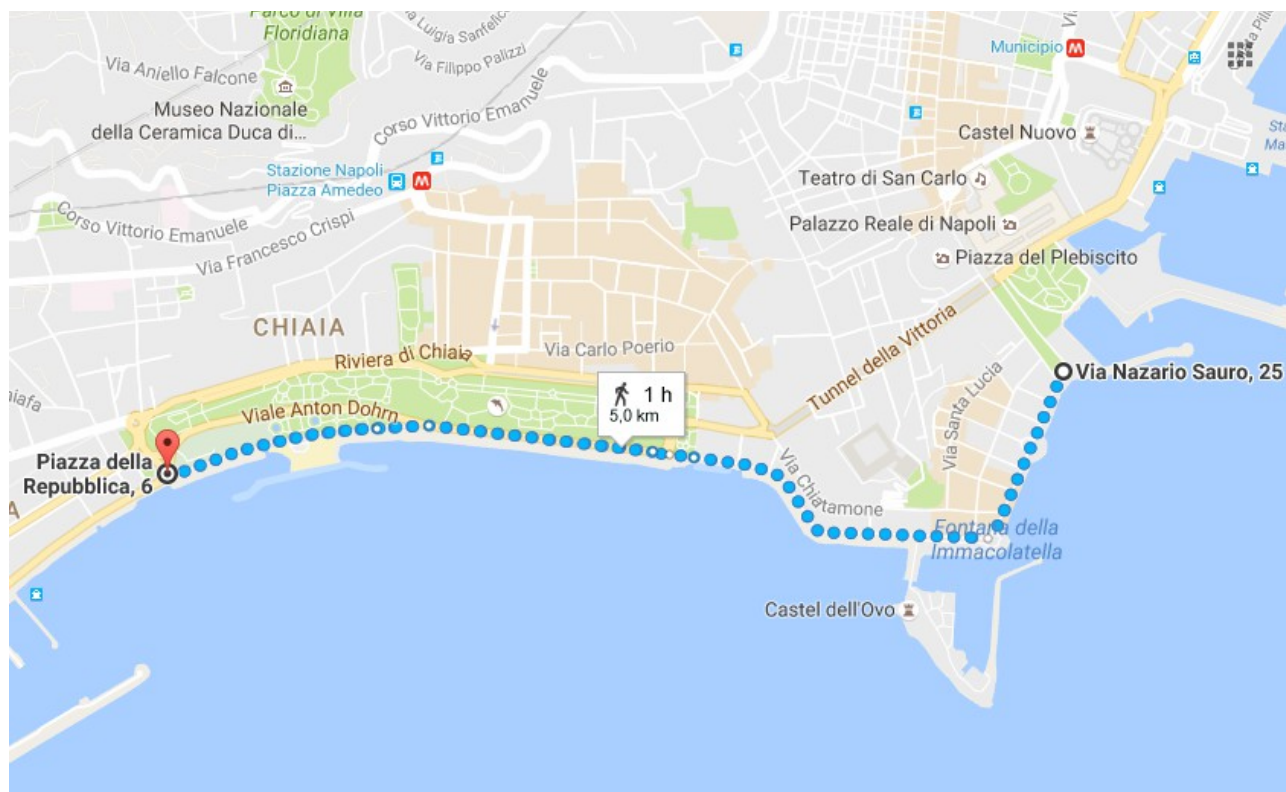 Parco di Villa
Floridiana
Via Luigia Sanfelice
Via Filippo Palizzi
Via Aniello Falcone
Museo Nazionale
della Ceramica Duca di...
Corso Vittorio Emanuele
Municipio
M
Castel Nuovo
Stazione Napoli
Piazza Amedeo
M
Teatro di San Carlo
Palazzo Reale di Napoli
Piazza del Plebiscito
Corso Vittorio Emanuele
Via Francesco Crispi
CHIAIA
Riviera di Chiaia
Via Carlo Poerio
Tunnel della Vittoria
Via Nazario Sauro, 25
1 h
5,0 km
Viale Anton Dohrn
Via Santa Lucia
Piazza della
Repubblica, 6
Via Chiatamone
Fontana della
Immacolatella
Castel dell'Ovo